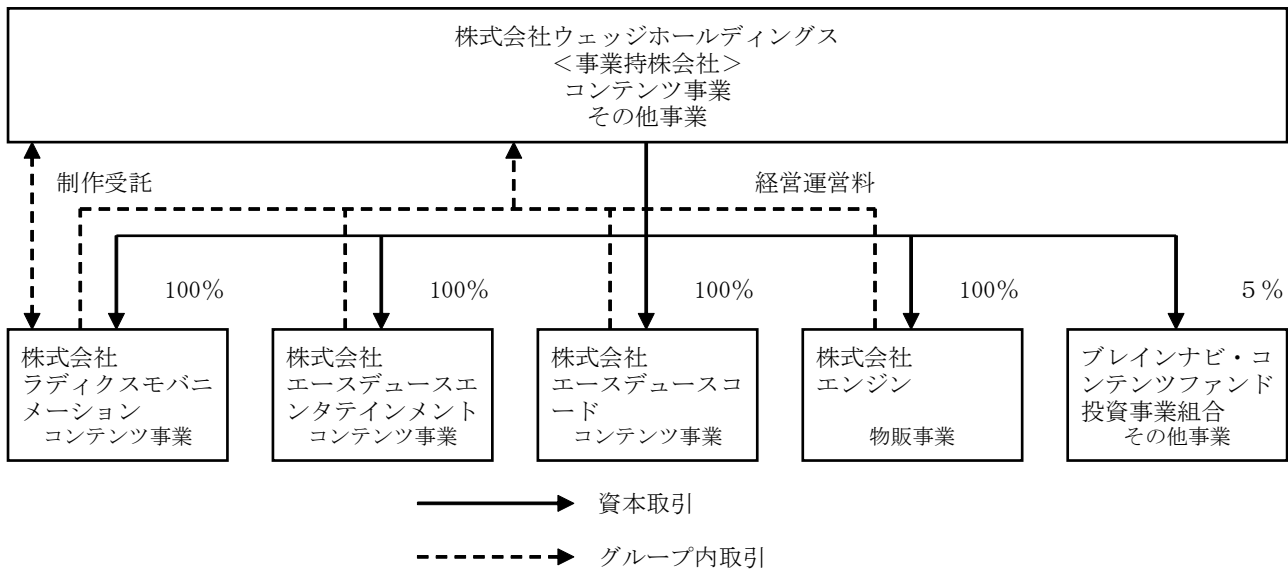 株式会社ウェッジホールディングス
＜事業持株会社＞
コンテンツ事業
その他事業
制作受託
経営運営料
100％
100％
100％
100％
５％
株式会社
ラディクスモバニ
メーション
コンテンツ事業
株式会社
エースデュースエ
ンタテインメント
コンテンツ事業
株式会社
エースデュースコ
ード
コンテンツ事業
株式会社
エンジン
物販事業
ブレインナビ・コ
ンテンツファンド
投資事業組合
その他事業
資本取引
グループ内取引